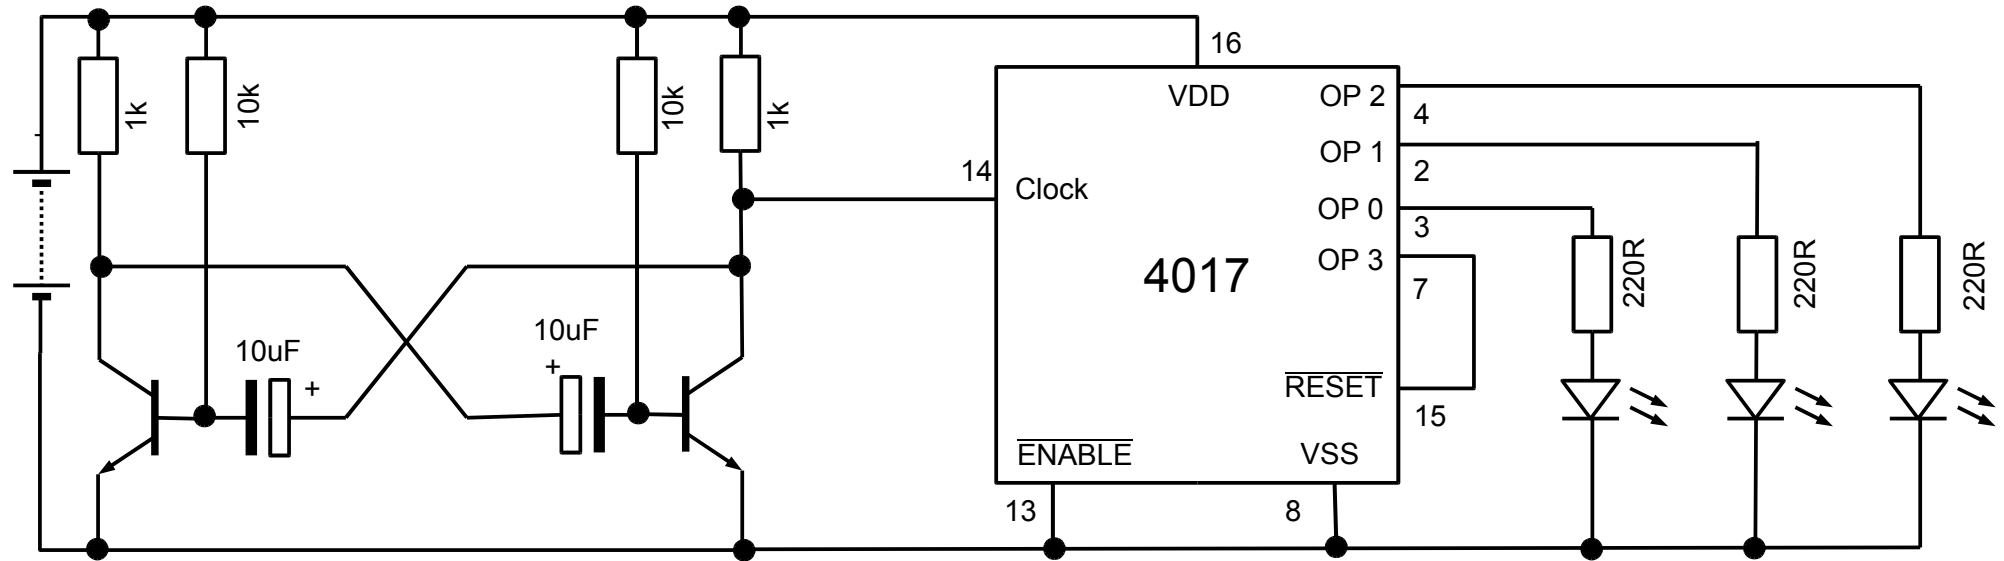 1k
10k
10k
1k
10uF
+
10uF
+
16
VDD
OP 2
4
OP 1
2
14
Clock
OP 0
3
OP 3
4017
7
RESET
15
ENABLE
VSS
13
8
220R
220R
220R